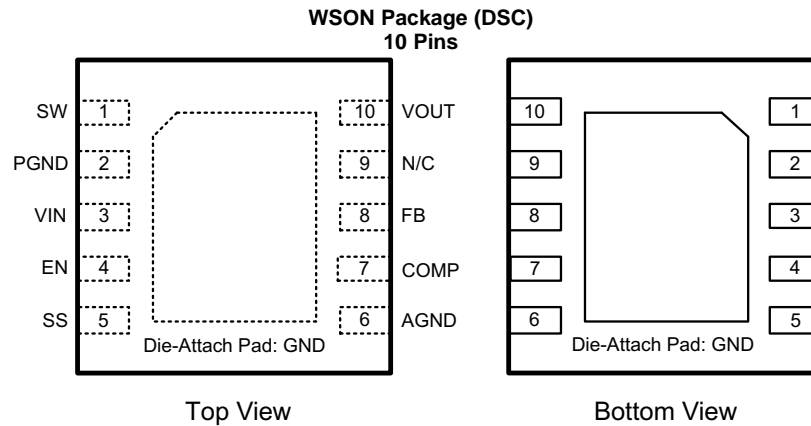 WSON Package (DSC)
10 Pins
SW 1 10 VOUT
PGND 2 9 N/C
VIN 3 8 FB
EN 4 7 COMP
SS 5 6 AGND
Die-Attach Pad: GND
Top View
10 1
9 2
8 3
7 4
6 5
Die-Attach Pad: GND
Bottom View